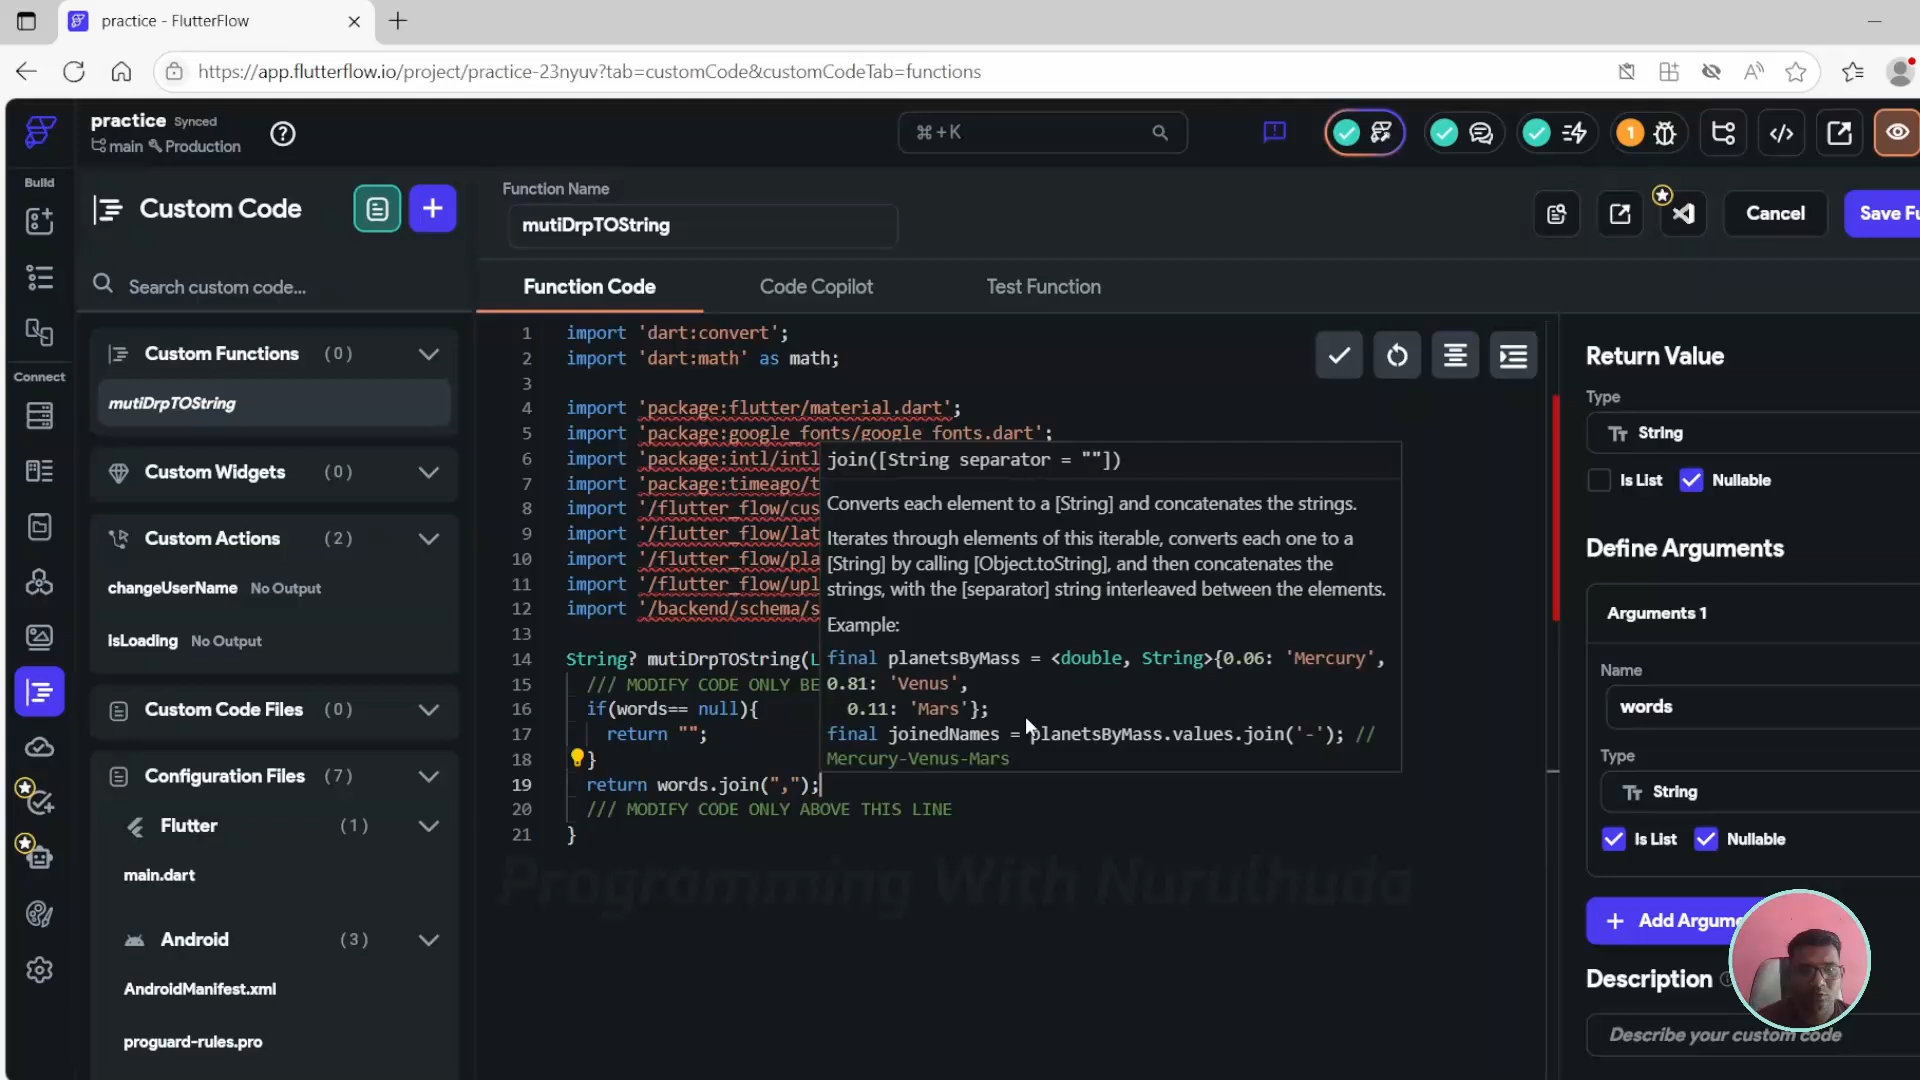 practice - FlutterFlow
https://app.flutterflow.io/project/practice-23nyuv?tab=customCode&customCodeTab=functions
practice Synced
main Production
⌘+K
1
Build
Connect
Custom Code
Search custom code...
Custom Functions (0)
mutiDrpTOString
Custom Widgets (0)
Custom Actions (2)
changeUserName No Output
IsLoading No Output
Custom Code Files (0)
Configuration Files (7)
Flutter (1)
main.dart
Android (3)
AndroidManifest.xml
proguard-rules.pro
Function Name
mutiDrpTOString
Cancel
Save Fu
Function Code
Code Copilot
Test Function
1 import 'dart:convert';
2 import 'dart:math' as math;
3
4 import 'package:flutter/material.dart';
5 import 'package:google_fonts/google_fonts.dart';
6 import 'package:intl/intl
7 import 'package:timeago/t
8 import '/flutter_flow/cus
9 import '/flutter_flow/lat
10 import '/flutter_flow/pla
11 import '/flutter_flow/upl
12 import '/backend/schema/s
13
14 String? mutiDrpTOString(L
15 /// MODIFY CODE ONLY BE
16 if(words== null){
17 return "";
18 }
19 return words.join(",");
20 /// MODIFY CODE ONLY ABOVE THIS LINE
21 }
join([String separator = ""])
Converts each element to a [String] and concatenates the strings.
Iterates through elements of this iterable, converts each one to a
[String] by calling [Object.toString], and then concatenates the
strings, with the [separator] string interleaved between the elements.
Example:
final planetsByMass = <double, String>{0.06: 'Mercury',
0.81: 'Venus',
0.11: 'Mars'};
final joinedNames = planetsByMass.values.join('-'); //
Mercury-Venus-Mars
Programming With Nurulhuda
Return Value
Type
Tт String
Is List Nullable
Define Arguments
Arguments 1
Name
words
Type
Tт String
Is List Nullable
+ Add Argume
Description
Describe your custom code